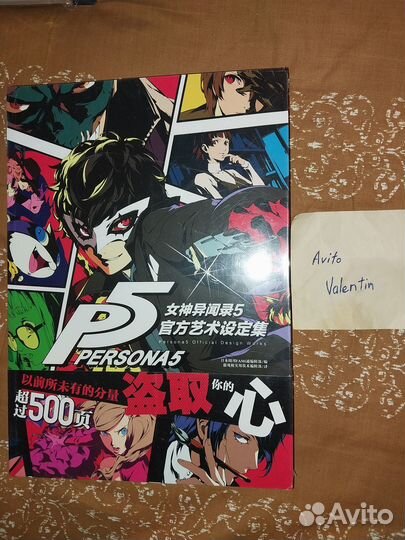 P5
PERSONA5
女神异闻录5
官方艺术设定集
Persona5 Official Design Works
以前所未有的分量
超过500页
盗取你的心
Avito
Valentin
Avito